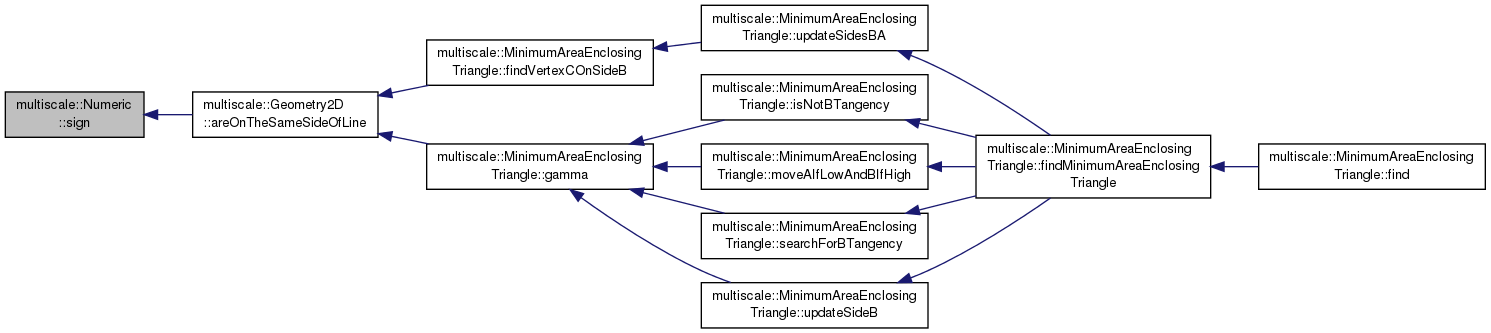 multiscale::Numeric
::sign
multiscale::Geometry2D
::areOnTheSameSideOfLine
multiscale::MinimumAreaEnclosing
Triangle::findVertexCOnSideB
multiscale::MinimumAreaEnclosing
Triangle::gamma
multiscale::MinimumAreaEnclosing
Triangle::updateSidesBA
multiscale::MinimumAreaEnclosing
Triangle::isNotBTangency
multiscale::MinimumAreaEnclosing
Triangle::moveAIfLowAndBIfHigh
multiscale::MinimumAreaEnclosing
Triangle::searchForBTangency
multiscale::MinimumAreaEnclosing
Triangle::updateSideB
multiscale::MinimumAreaEnclosing
Triangle::findMinimumAreaEnclosing
Triangle
multiscale::MinimumAreaEnclosing
Triangle::find